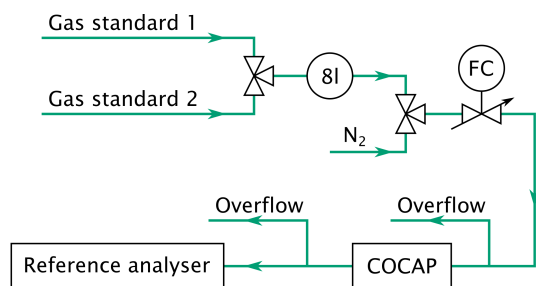 Gas standard 1
8l
FC
Gas standard 2
N₂
Overflow
Overflow
Reference analyser
COCAP